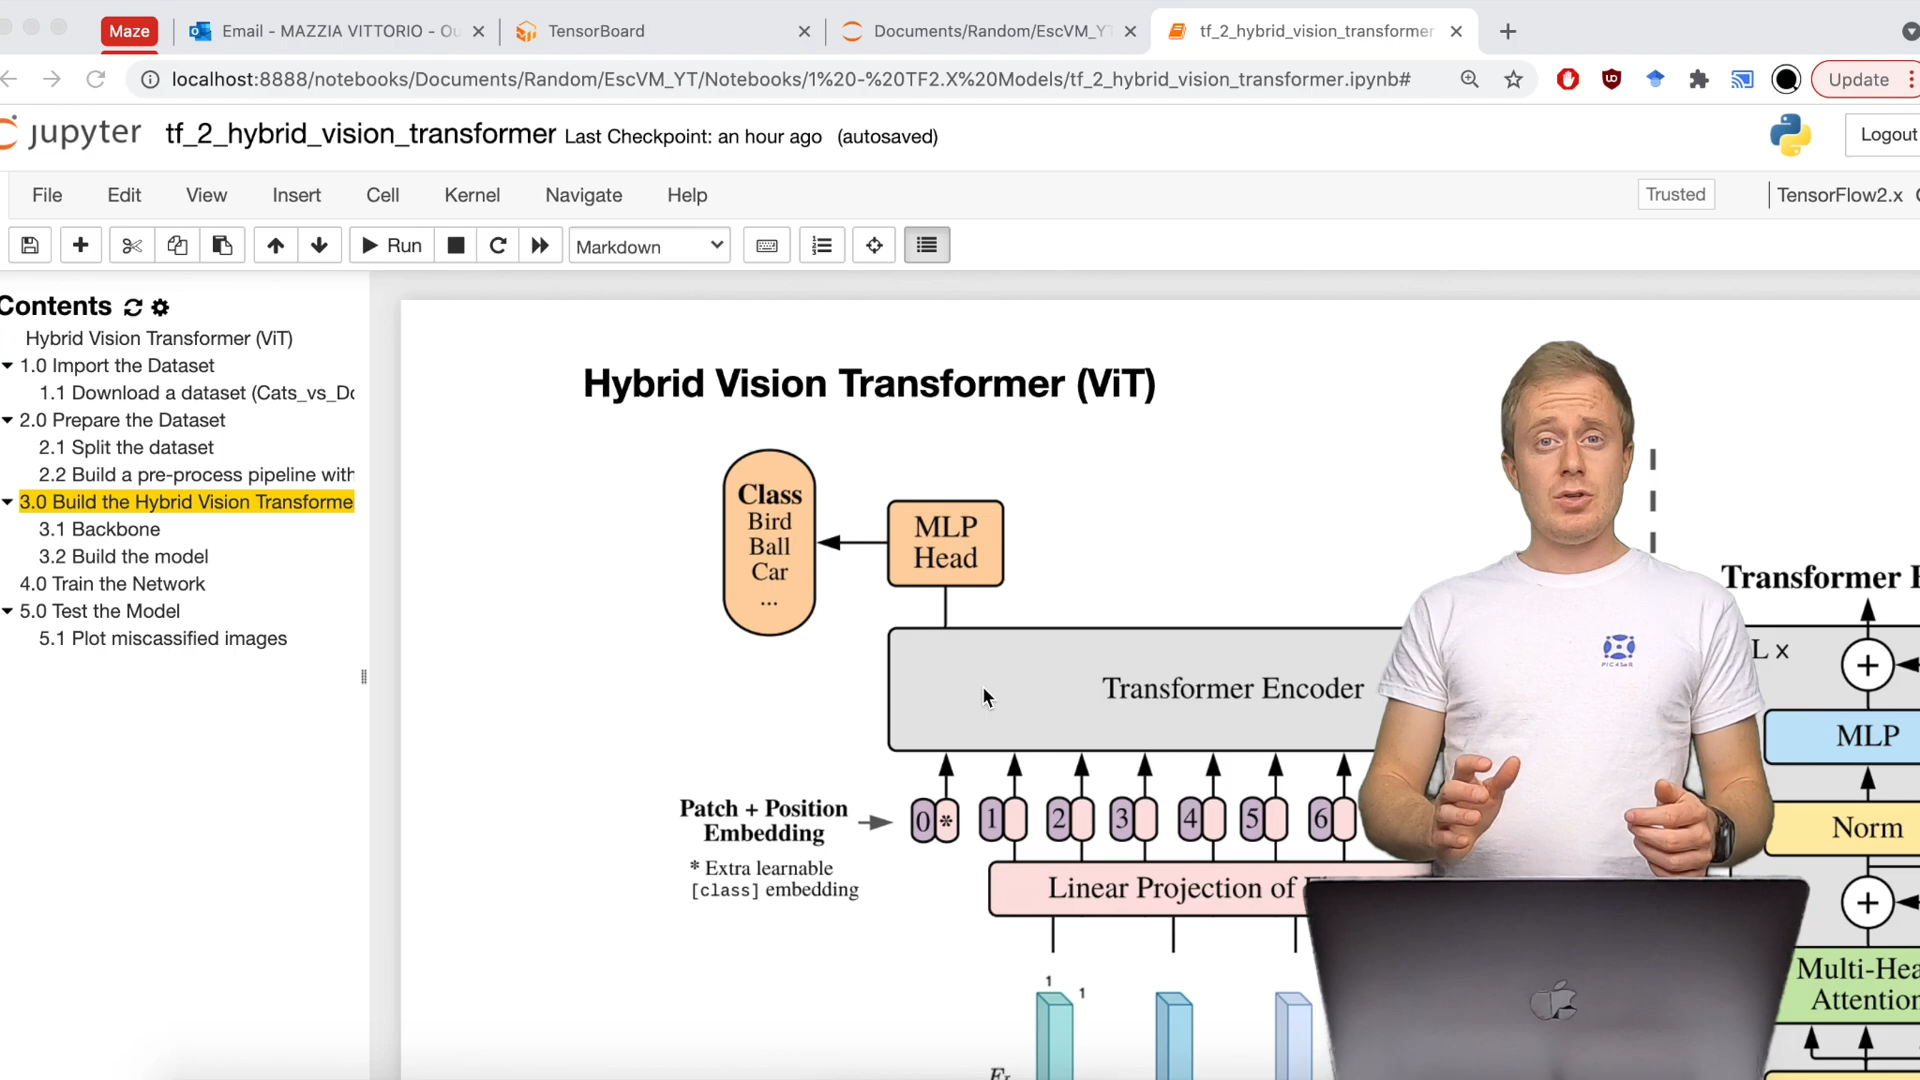 Maze
Email - MAZZIA VITTORIO - Ou
TensorBoard
Documents/Random/EscVM_YT
tf_2_hybrid_vision_transformer
localhost:8888/notebooks/Documents/Random/EscVM_YT/Notebooks/1%20-%20TF2.X%20Models/tf_2_hybrid_vision_transformer.ipynb#
Update
jupyter
tf_2_hybrid_vision_transformer Last Checkpoint: an hour ago (autosaved)
Logout
File Edit View Insert Cell Kernel Navigate Help
Trusted
TensorFlow2.x
Run
Markdown
Contents
Hybrid Vision Transformer (ViT)
1.0 Import the Dataset
1.1 Download a dataset (Cats_vs_Do
2.0 Prepare the Dataset
2.1 Split the dataset
2.2 Build a pre-process pipeline with
3.0 Build the Hybrid Vision Transforme
3.1 Backbone
3.2 Build the model
4.0 Train the Network
5.0 Test the Model
5.1 Plot miscassified images
Hybrid Vision Transformer (ViT)
Class
Bird
Ball
Car
...
MLP
Head
Transformer Encoder
Patch + Position
Embedding
* Extra learnable
[class] embedding
0 * 1 2 3 4 5 6
Linear Projection of
1
1
PIC4SeR
Transformer E
L x
+
MLP
Norm
+
Multi-Hea
Attention